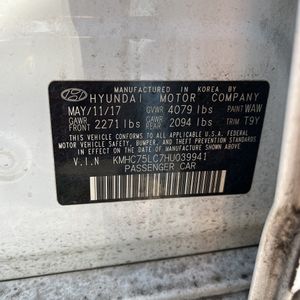 MANUFACTURED IN KOREA BY
HYUNDAI MOTOR COMPANY
MAY/11/17 GVWR 4079 lbs PAINT WAW
GAWR FRONT 2271 lbs GAWR REAR 2094 lbs TRIM T9Y
THIS VEHICLE CONFORMS TO ALL APPLICABLE U.S.A. FEDERAL
MOTOR VEHICLE SAFETY, BUMPER, AND THEFT PREVENTION
STANDARDS IN EFFECT ON THE DATE OF MANUFACTURE SHOWN ABOVE.
V.I.N KMHC75LC7HU039941
PASSENGER CAR